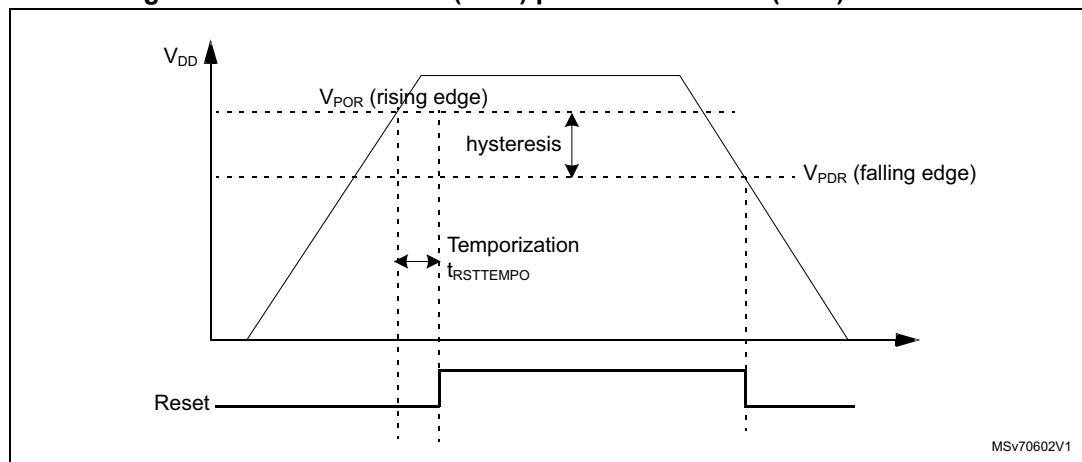 V_DD
V_POR (rising edge)
hysteresis
V_PDR (falling edge)
Temporization
t_RSTTEMPO
Reset
MSv70602V1